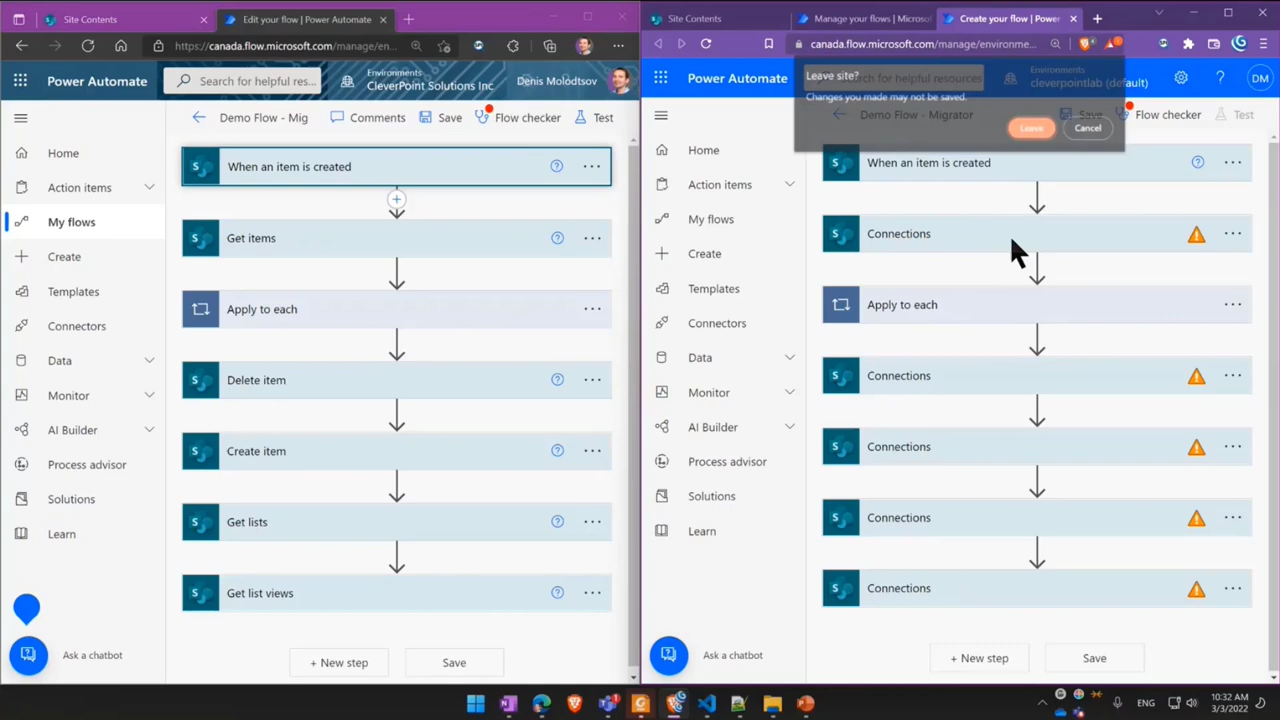 Site Contents
Edit your flow | Power Automate
https://canada.flow.microsoft.com/manage/en...
Power Automate
Search for helpful resou
Environments
CleverPoint Solutions Inc
Denis Molodtsov
Demo Flow - Mig
Comments
Save
Flow checker
Test
Home
Action items
My flows
Create
Templates
Connectors
Data
Monitor
AI Builder
Process advisor
Solutions
Learn
Ask a chatbot
When an item is created
Get items
Apply to each
Delete item
Create item
Get lists
Get list views
+ New step
Save
Site Contents
Manage your flows | Microsof
Create your flow | Power
canada.flow.microsoft.com/manage/environme...
Leave site?
Changes you made may not be saved.
Leave
Cancel
Power Automate
Search for helpful resources
Environments
cleverpointlab (default)
DM
Demo Flow - Migrator
Save
Flow checker
Test
Home
Action items
My flows
Create
Templates
Connectors
Data
Monitor
AI Builder
Process advisor
Solutions
Learn
Ask a chatbot
When an item is created
Connections
Apply to each
Connections
Connections
Connections
Connections
+ New step
Save
ENG
10:32 AM
3/3/2022